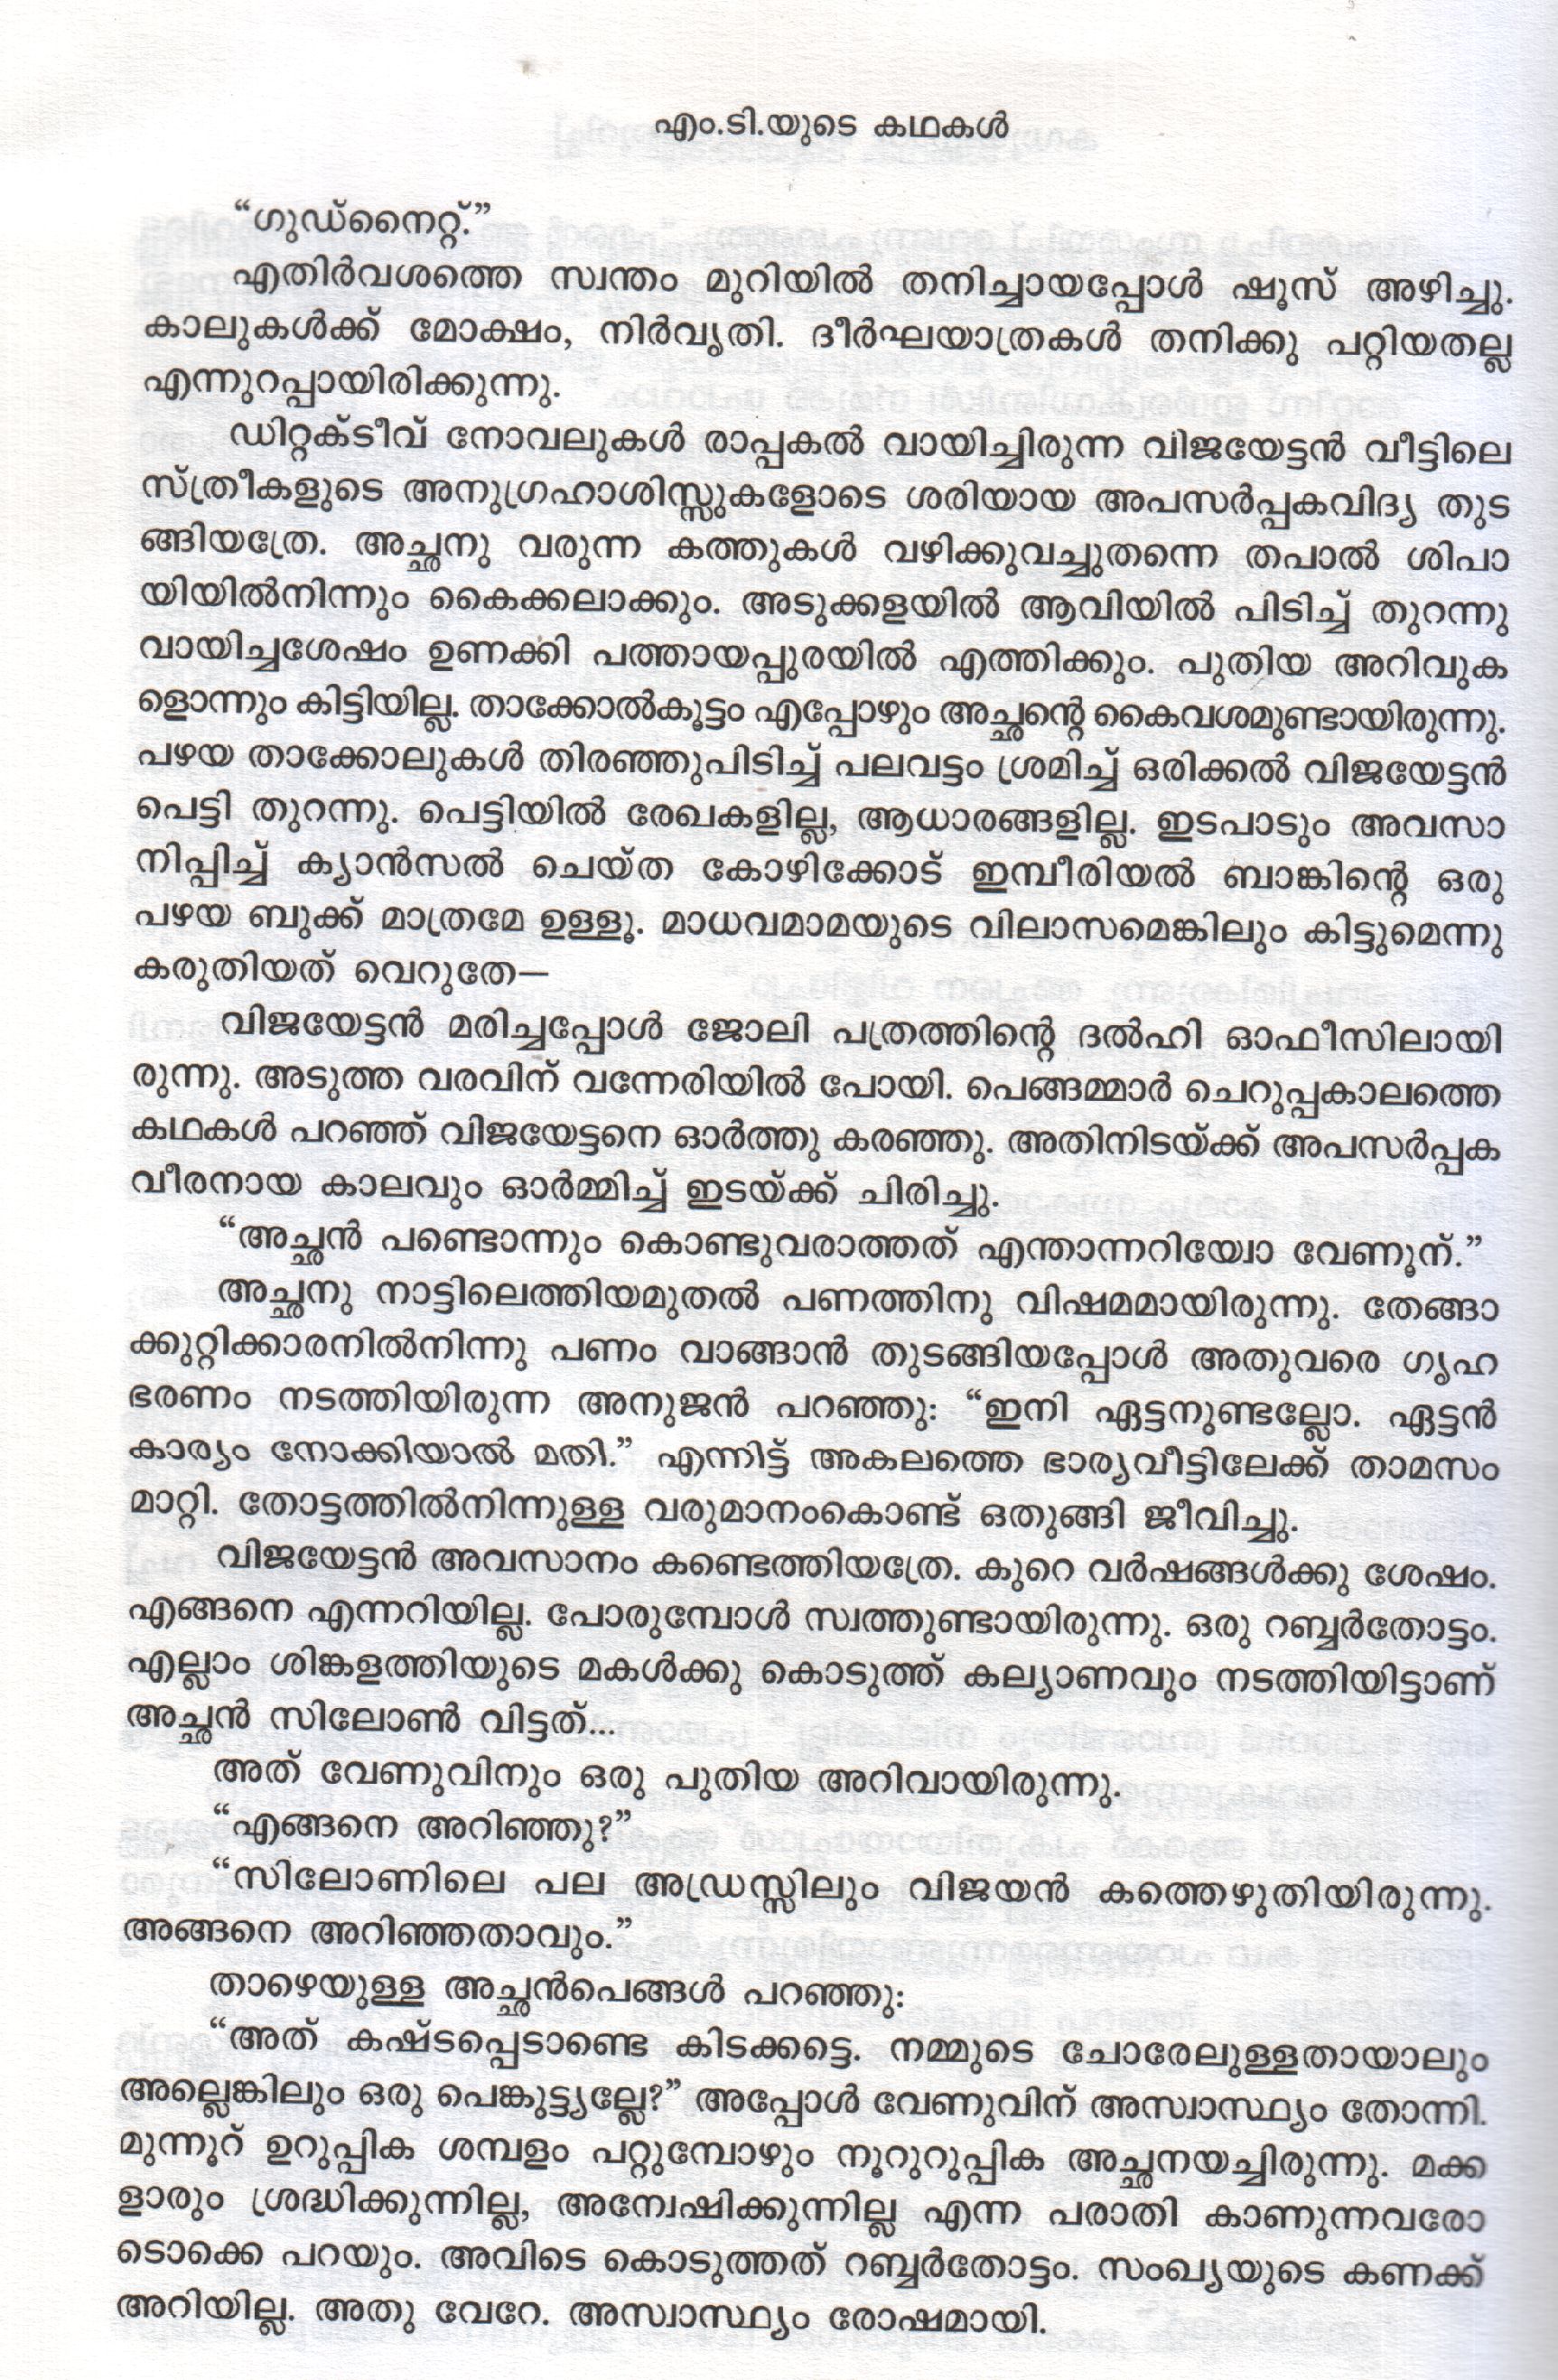 എം.ടി.യുടെ കഥകൾ
“ഗുഡ്നൈറ്റ്.”
എതിർവശത്തെ സ്വന്തം മുറിയിൽ തനിച്ചായപ്പോൾ ഷൂസ് അഴിച്ചു.
കാലുകൾക്ക് മോക്ഷം, നിർവൃതി. ദീർഘയാത്രകൾ തനിക്കു പറ്റിയതല്ല
എന്നുറപ്പായിരിക്കുന്നു.
ഡിറ്റക്ടീവ് നോവലുകൾ രാപ്പകൽ വായിച്ചിരുന്ന വിജയേട്ടൻ വീട്ടിലെ
സ്ത്രീകളുടെ അനുഗ്രഹാശിസ്സുകളോടെ ശരിയായ അപസർപ്പകവിദ്യ തുട
ങ്ങിയത്രേ. അച്ഛനു വരുന്ന കത്തുകൾ വഴിക്കുവച്ചുതന്നെ തപാൽ ശിപാ
യിയിൽനിന്നും കൈക്കലാക്കും. അടുക്കളയിൽ ആവിയിൽ പിടിച്ച് തുറന്നു
വായിച്ചശേഷം ഉണക്കി പത്തായപ്പുരയിൽ എത്തിക്കും. പുതിയ അറിവുക
ളൊന്നും കിട്ടിയില്ല. താക്കോൽകൂട്ടം എപ്പോഴും അച്ഛന്റെ കൈവശമുണ്ടായിരുന്നു.
പഴയ താക്കോലുകൾ തിരഞ്ഞുപിടിച്ച് പലവട്ടം ശ്രമിച്ച് ഒരിക്കൽ വിജയേട്ടൻ
പെട്ടി തുറന്നു. പെട്ടിയിൽ രേഖകളില്ല, ആധാരങ്ങളില്ല. ഇടപാടും അവസാ
നിപ്പിച്ച് ക്യാൻസൽ ചെയ്ത കോഴിക്കോട് ഇമ്പീരിയൽ ബാങ്കിന്റെ ഒരു
പഴയ ബുക്ക് മാത്രമേ ഉള്ളൂ. മാധവമാമയുടെ വിലാസമെങ്കിലും കിട്ടുമെന്നു
കരുതിയത് വെറുതേ—
വിജയേട്ടൻ മരിച്ചപ്പോൾ ജോലി പത്രത്തിന്റെ ദൽഹി ഓഫീസിലായി
രുന്നു. അടുത്ത വരവിന് വന്നേരിയിൽ പോയി. പെങ്ങമ്മാർ ചെറുപ്പകാലത്തെ
കഥകൾ പറഞ്ഞ് വിജയേട്ടനെ ഓർത്തു കരഞ്ഞു. അതിനിടയ്ക്ക് അപസർപ്പക
വീരനായ കാലവും ഓർമ്മിച്ച് ഇടയ്ക്ക് ചിരിച്ചു.
“അച്ഛൻ പണ്ടൊന്നും കൊണ്ടുവരാത്തത് എന്താന്നറിയ്വോ വേണൂന്.”
അച്ഛനു നാട്ടിലെത്തിയമുതൽ പണത്തിനു വിഷമമായിരുന്നു. തേങ്ങാ
ക്കുറ്റിക്കാരനിൽനിന്നു പണം വാങ്ങാൻ തുടങ്ങിയപ്പോൾ അതുവരെ ഗൃഹ
ഭരണം നടത്തിയിരുന്ന അനുജൻ പറഞ്ഞു: “ഇനി ഏട്ടനുണ്ടല്ലോ. ഏട്ടൻ
കാര്യം നോക്കിയാൽ മതി.” എന്നിട്ട് അകലത്തെ ഭാര്യവീട്ടിലേക്ക് താമസം
മാറ്റി. തോട്ടത്തിൽനിന്നുള്ള വരുമാനംകൊണ്ട് ഒതുങ്ങി ജീവിച്ചു.
വിജയേട്ടൻ അവസാനം കണ്ടെത്തിയത്രേ. കുറെ വർഷങ്ങൾക്കു ശേഷം.
എങ്ങനെ എന്നറിയില്ല. പോരുമ്പോൾ സ്വത്തുണ്ടായിരുന്നു. ഒരു റബ്ബർതോട്ടം.
എല്ലാം ശിങ്കളത്തിയുടെ മകൾക്കു കൊടുത്ത് കല്യാണവും നടത്തിയിട്ടാണ്
അച്ഛൻ സിലോൺ വിട്ടത്...
അത് വേണുവിനും ഒരു പുതിയ അറിവായിരുന്നു.
“എങ്ങനെ അറിഞ്ഞു?”
“സിലോണിലെ പല അഡ്രസ്സിലും വിജയൻ കത്തെഴുതിയിരുന്നു.
അങ്ങനെ അറിഞ്ഞതാവും.”
താഴെയുള്ള അച്ഛൻപെങ്ങൾ പറഞ്ഞു:
“അത് കഷ്ടപ്പെടാണ്ടെ കിടക്കട്ടെ. നമ്മുടെ ചോരേലുള്ളതായാലും
അല്ലെങ്കിലും ഒരു പെങ്കുട്ട്യല്ലേ?” അപ്പോൾ വേണുവിന് അസ്വാസ്ഥ്യം തോന്നി.
മുന്നൂറ് ഉറുപ്പിക ശമ്പളം പറ്റുമ്പോഴും നൂറുറുപ്പിക അച്ഛനയച്ചിരുന്നു. മക്ക
ളാരും ശ്രദ്ധിക്കുന്നില്ല, അന്വേഷിക്കുന്നില്ല എന്ന പരാതി കാണുന്നവരോ
ടൊക്കെ പറയും. അവിടെ കൊടുത്തത് റബ്ബർതോട്ടം. സംഖ്യയുടെ കണക്ക്
അറിയില്ല. അതു വേറേ. അസ്വാസ്ഥ്യം രോഷമായി.